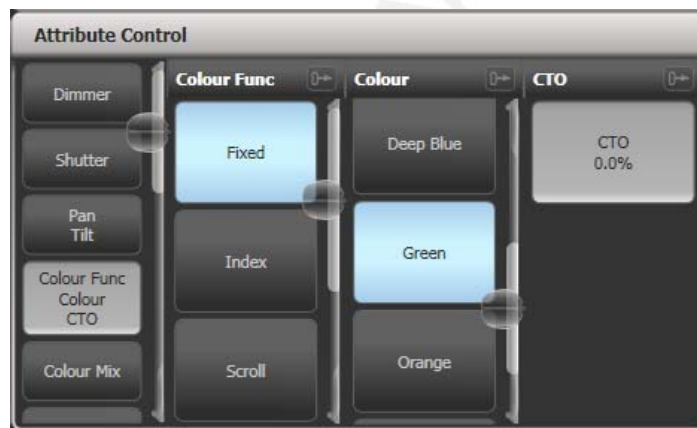 Attribute Control
Dimmer
Shutter
Pan
Tilt
Colour Func
Colour
CTO
Colour Mix
Colour Func
Fixed
Index
Scroll
Colour
Deep Blue
Green
Orange
CTO
CTO
0.0%